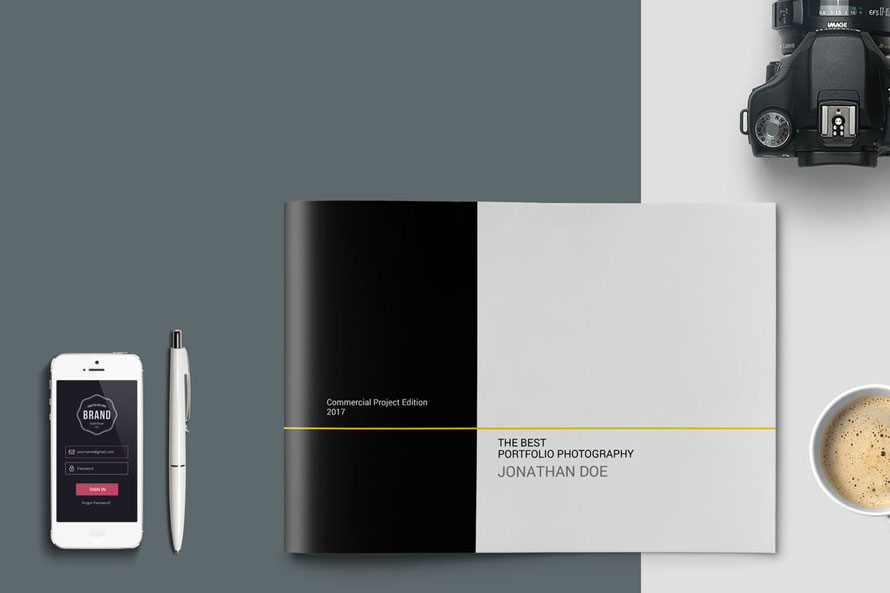 IMAGE
Commercial Project Edition
2017
THE BEST
PORTFOLIO PHOTOGRAPHY
JONATHAN DOE
BRAND
yourname@gmail.com
Password
SIGN IN
Forgot Password?